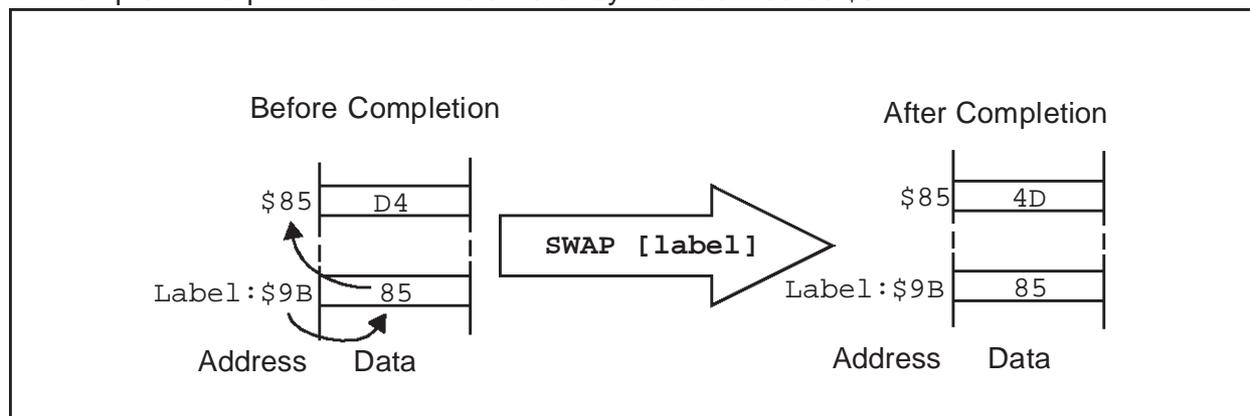 Before Completion
$85 D4
Label:$9B 85
Address Data
SWAP [label]
After Completion
$85 4D
Label:$9B 85
Address Data